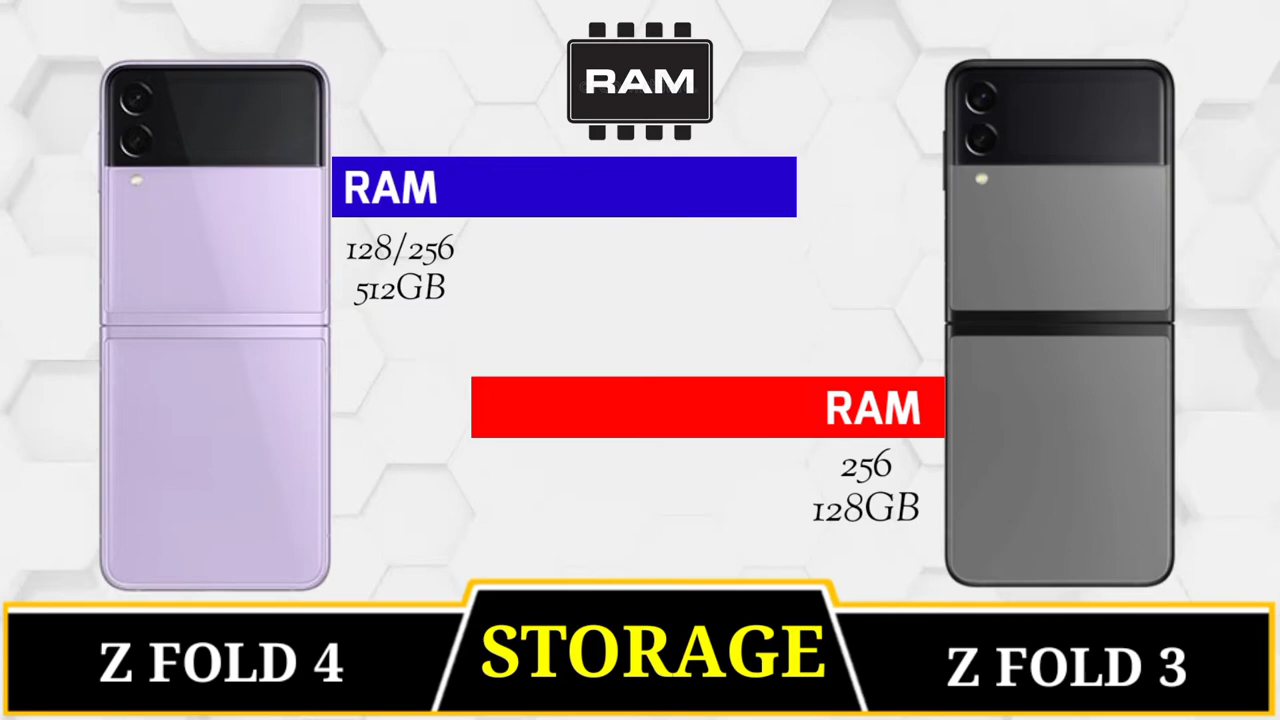 RAM
RAM
128/256
512GB
RAM
256
128GB
Z FOLD 4
STORAGE
Z FOLD 3